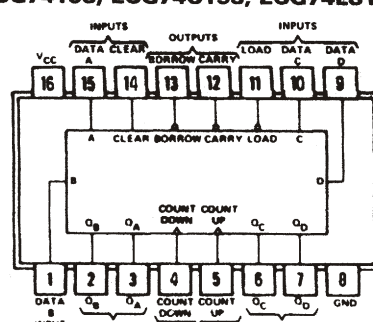 INPUTS INPUTS
DATA CLEAR OUTPUTS LOAD DATA DATA
VCC A BORROW CARRY C D
16 15 14 13 12 11 10 9
A CLEAR BORROW CARRY LOAD C
B D
COUNT COUNT
QB QA DOWN UP QC QD
1 2 3 4 5 6 7 8
DATA QB QA COUNT COUNT QC QD GND
B DOWN UP